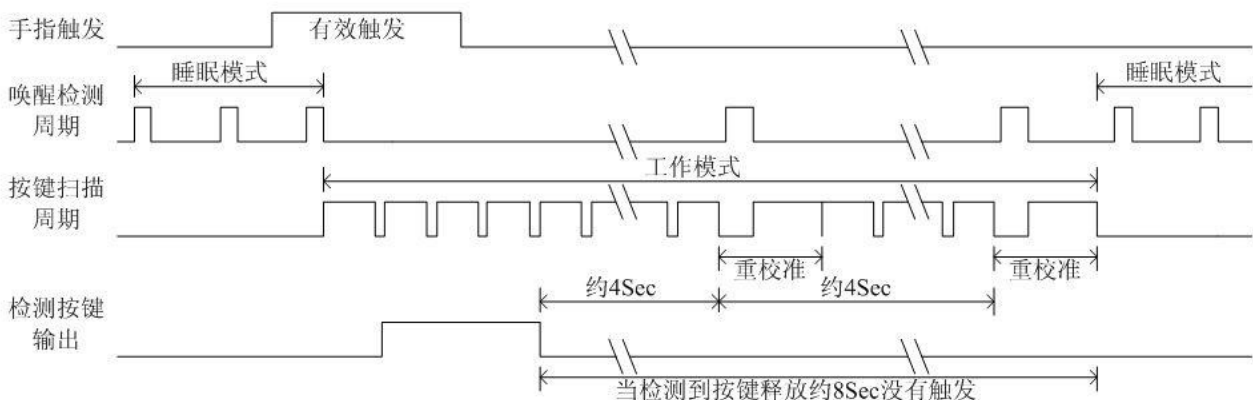 手指触发
有效触发
睡眠模式
睡眠模式
唤醒检测
周期
工作模式
按键扫描
周期
重校准
重校准
约4Sec
约4Sec
检测按键
输出
当检测到按键释放约8Sec没有触发